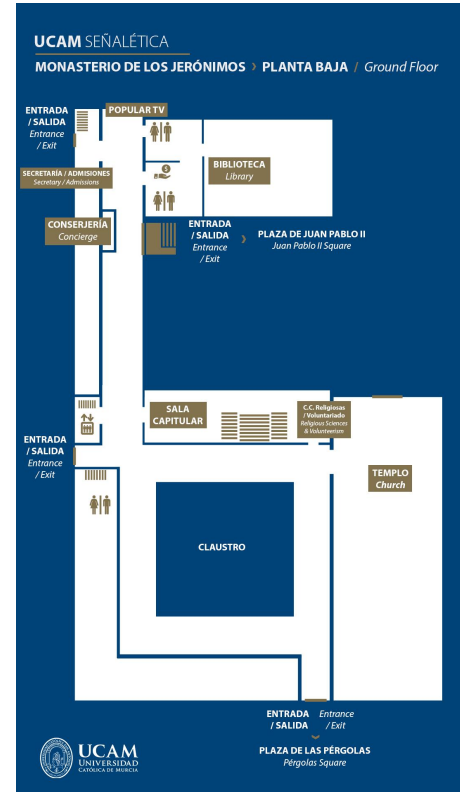 UCAM SEÑALÉTICA
MONASTERIO DE LOS JERÓNIMOS › PLANTA BAJA / Ground Floor
ENTRADA
/ SALIDA
Entrance
/ Exit
POPULAR TV
SECRETARÍA / ADMISIONES
Secretary / Admissions
BIBLIOTECA
Library
CONSERJERÍA
Concierge
ENTRADA
/ SALIDA
Entrance
/ Exit
›
PLAZA DE JUAN PABLO II
Juan Pablo II Square
SALA
CAPITULAR
C.C. Religiosas
/ Voluntariado
Religious Sciences
& Volunteerian
ENTRADA
/ SALIDA
Entrance
/ Exit
TEMPLO
Church
CLAUSTRO
ENTRADA Entrance
/ SALIDA / Exit
PLAZA DE LAS PÉRGOLAS
Pérgolas Square
UCAM
UNIVERSIDAD
CATÓLICA DE MURCIA